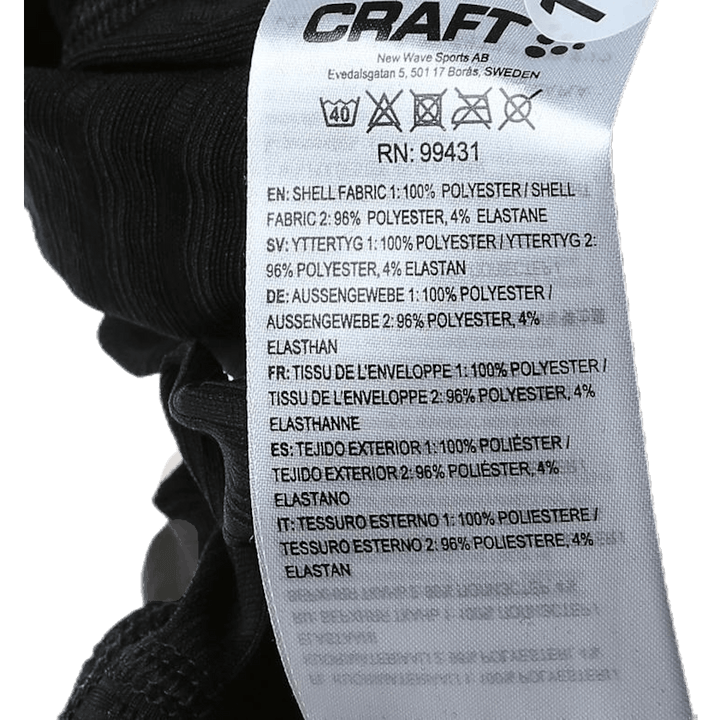 CRAFT
New Wave Sports AB
Evedalsgatan 5, 501 17 Borås, SWEDEN
40
RN: 99431
EN: SHELL FABRIC 1: 100% POLYESTER / SHELL
FABRIC 2: 96% POLYESTER, 4% ELASTANE
SV: YTTERTYG 1: 100% POLYESTER / YTTERTYG 2:
96% POLYESTER, 4% ELASTAN
DE: AUSSENGEWEBE 1: 100% POLYESTER /
AUSSENGEWEBE 2: 96% POLYESTER, 4%
ELASTHAN
FR: TISSU DE L'ENVELOPPE 1: 100% POLYESTER /
TISSU DE L'ENVELOPPE 2: 96% POLYESTER, 4%
ELASTHANNE
ES: TEJIDO EXTERIOR 1: 100% POLIÉSTER /
TEJIDO EXTERIOR 2: 96% POLIÉSTER, 4%
ELASTANO
IT: TESSURO ESTERNO 1: 100% POLIESTERE /
TESSURO ESTERNO 2: 96% POLIESTERE, 4%
ELASTAN